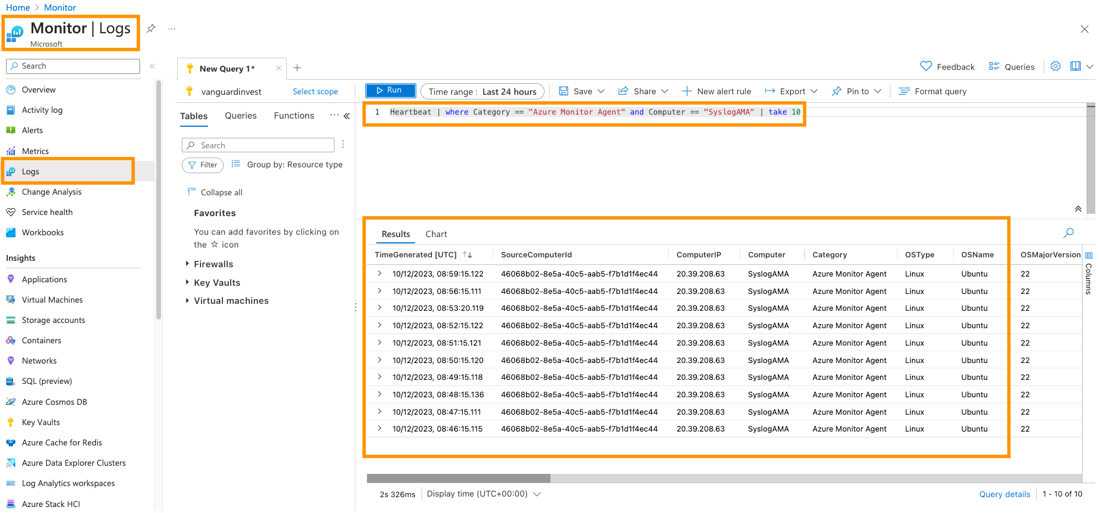 Home > Monitor
Monitor | Logs
Microsoft
Search
Overview
Activity log
Alerts
Metrics
Logs
Change Analysis
Service health
Workbooks
Insights
Applications
Virtual Machines
Storage accounts
Containers
Networks
SQL (preview)
Azure Cosmos DB
Key Vaults
Azure Cache for Redis
Azure Data Explorer Clusters
Log Analytics workspaces
Azure Stack HCI
New Query 1*
Feedback
Queries
vanguardinvest
Select scope
Run
Time range : Last 24 hours
Save
Share
New alert rule
Export
Pin to
Format query
Tables
Queries
Functions
Search
Filter
Group by: Resource type
Collapse all
Favorites
You can add favorites by clicking on
the ☆ icon
Firewalls
Key Vaults
Virtual machines
1 Heartbeat | where Category == "Azure Monitor Agent" and Computer == "SyslogAMA" | take 10
Results
Chart
TimeGenerated [UTC] SourceComputerId ComputerIP Computer Category OSType OSName OSMajorVersion
10/12/2023, 08:59:15.122 46068b02-8e5a-40c5-aab5-f7b1d1f4ec44 20.39.208.63 SyslogAMA Azure Monitor Agent Linux Ubuntu 22
10/12/2023, 08:56:15.111 46068b02-8e5a-40c5-aab5-f7b1d1f4ec44 20.39.208.63 SyslogAMA Azure Monitor Agent Linux Ubuntu 22
10/12/2023, 08:53:20.119 46068b02-8e5a-40c5-aab5-f7b1d1f4ec44 20.39.208.63 SyslogAMA Azure Monitor Agent Linux Ubuntu 22
10/12/2023, 08:52:15.122 46068b02-8e5a-40c5-aab5-f7b1d1f4ec44 20.39.208.63 SyslogAMA Azure Monitor Agent Linux Ubuntu 22
10/12/2023, 08:51:15.121 46068b02-8e5a-40c5-aab5-f7b1d1f4ec44 20.39.208.63 SyslogAMA Azure Monitor Agent Linux Ubuntu 22
10/12/2023, 08:50:15.120 46068b02-8e5a-40c5-aab5-f7b1d1f4ec44 20.39.208.63 SyslogAMA Azure Monitor Agent Linux Ubuntu 22
10/12/2023, 08:49:15.118 46068b02-8e5a-40c5-aab5-f7b1d1f4ec44 20.39.208.63 SyslogAMA Azure Monitor Agent Linux Ubuntu 22
10/12/2023, 08:48:15.136 46068b02-8e5a-40c5-aab5-f7b1d1f4ec44 20.39.208.63 SyslogAMA Azure Monitor Agent Linux Ubuntu 22
10/12/2023, 08:47:15.111 46068b02-8e5a-40c5-aab5-f7b1d1f4ec44 20.39.208.63 SyslogAMA Azure Monitor Agent Linux Ubuntu 22
10/12/2023, 08:46:15.115 46068b02-8e5a-40c5-aab5-f7b1d1f4ec44 20.39.208.63 SyslogAMA Azure Monitor Agent Linux Ubuntu 22
Columns
2s 326ms
Display time (UTC+00:00)
Query details
1 - 10 of 10